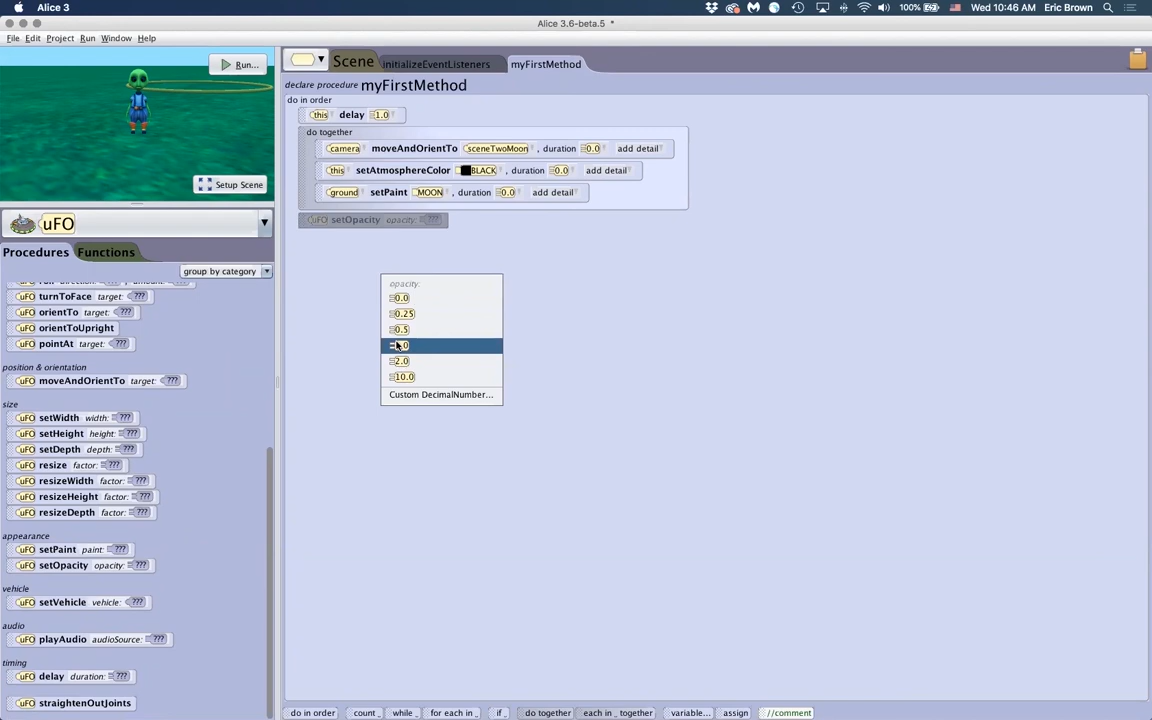 Alice 3
100%
Wed 10:46 AM Eric Brown
Alice 3.6-beta.5 *
File Edit Project Run Window Help
Run...
Setup Scene
Scene
initializeEventListeners
myFirstMethod
declare procedure myFirstMethod
do in order
this delay 1.0
do together
camera moveAndOrientTo sceneTwoMoon , duration 0.0 add detail
this setAtmosphereColor BLACK , duration 0.0 add detail
ground setPaint MOON , duration 0.0 add detail
uFO setOpacity opacity: ???
opacity:
0.0
0.25
0.5
2.0
10.0
Custom DecimalNumber...
uFO
Procedures Functions
group by category
turnToFace target: ???
orientTo target: ???
uFO orientToUpright
uFO pointAt target: ???
position & orientation
uFO moveAndOrientTo target: ???
size
uFO setWidth width: ???
uFO setHeight height: ???
uFO setDepth depth: ???
uFO resize factor: ???
uFO resizeWidth factor: ???
uFO resizeHeight factor: ???
uFO resizeDepth factor: ???
appearance
uFO setPaint paint: ???
uFO setOpacity opacity: ???
vehicle
uFO setVehicle vehicle: ???
audio
uFO playAudio audioSource: ???
timing
uFO delay duration: ???
uFO straightenOutJoints
do in order count _ while _ for each in _ if _ do together each in _ together variable... assign //comment